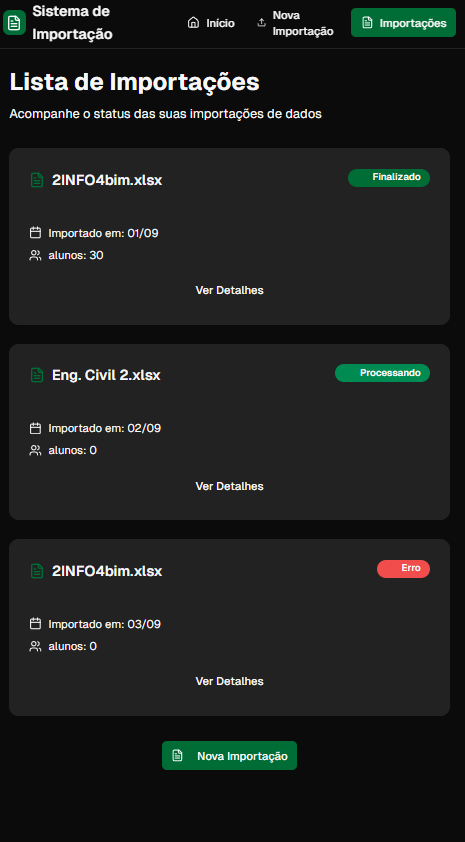 Sistema de
Importação
Início
Nova
Importação
Importações
Lista de Importações
Acompanhe o status das suas importações de dados
2INFO4bim.xlsx
Finalizado
Importado em: 01/09
alunos: 30
Ver Detalhes
Eng. Civil 2.xlsx
Processando
Importado em: 02/09
alunos: 0
Ver Detalhes
2INFO4bim.xlsx
Erro
Importado em: 03/09
alunos: 0
Ver Detalhes
Nova Importação